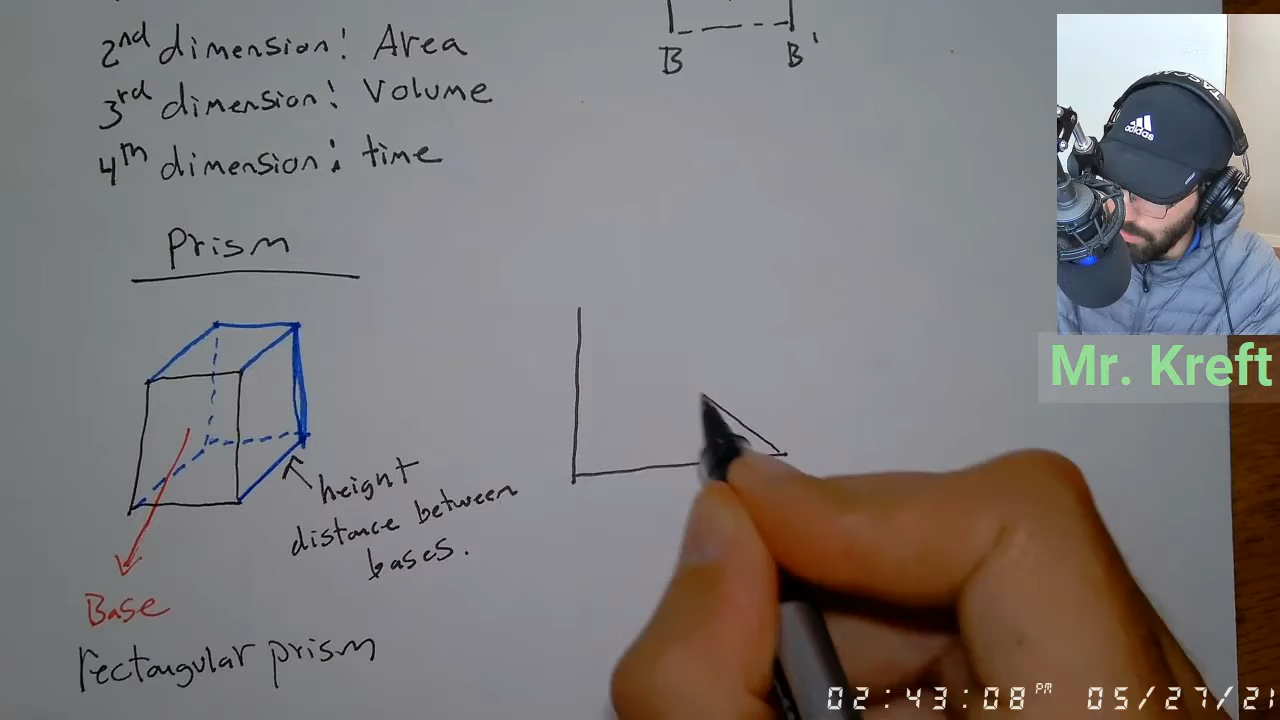 2nd dimension: Area
3rd dimension: Volume
4th dimension: time
B B'
Prism
height
distance between
bases.
Base
rectangular prism
adidas
Mr. Kreft
02:43:08 PM 05/27/21